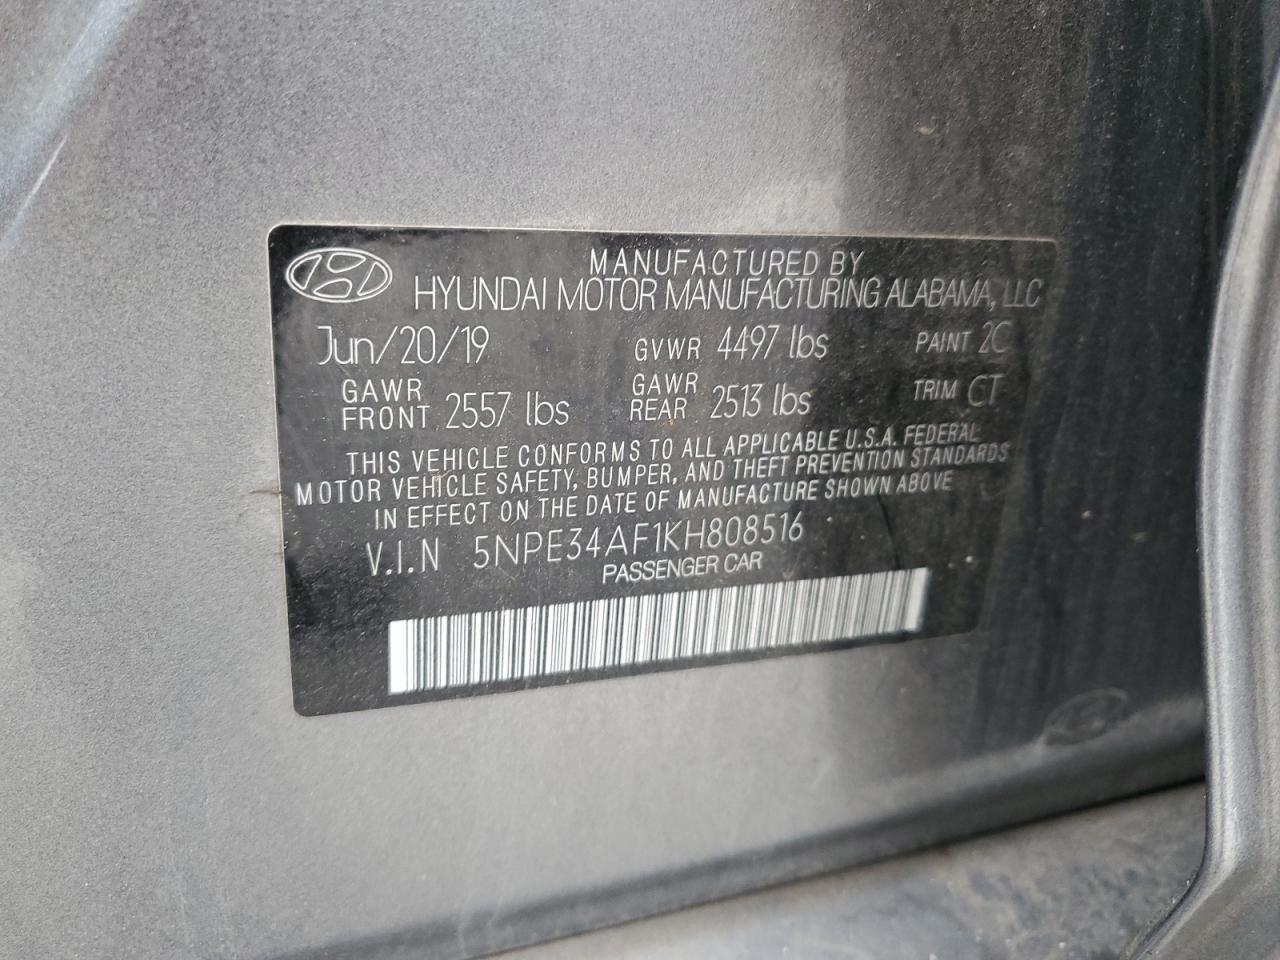 MANUFACTURED BY
HYUNDAI MOTOR MANUFACTURING ALABAMA, LLC
Jun/20/19 GVWR 4497 lbs PAINT 2C
GAWR FRONT 2557 lbs GAWR REAR 2513 lbs TRIM CT
THIS VEHICLE CONFORMS TO ALL APPLICABLE U.S.A. FEDERAL
MOTOR VEHICLE SAFETY, BUMPER, AND THEFT PREVENTION STANDARDS
IN EFFECT ON THE DATE OF MANUFACTURE SHOWN ABOVE
V.I.N 5NPE34AF1KH808516
PASSENGER CAR